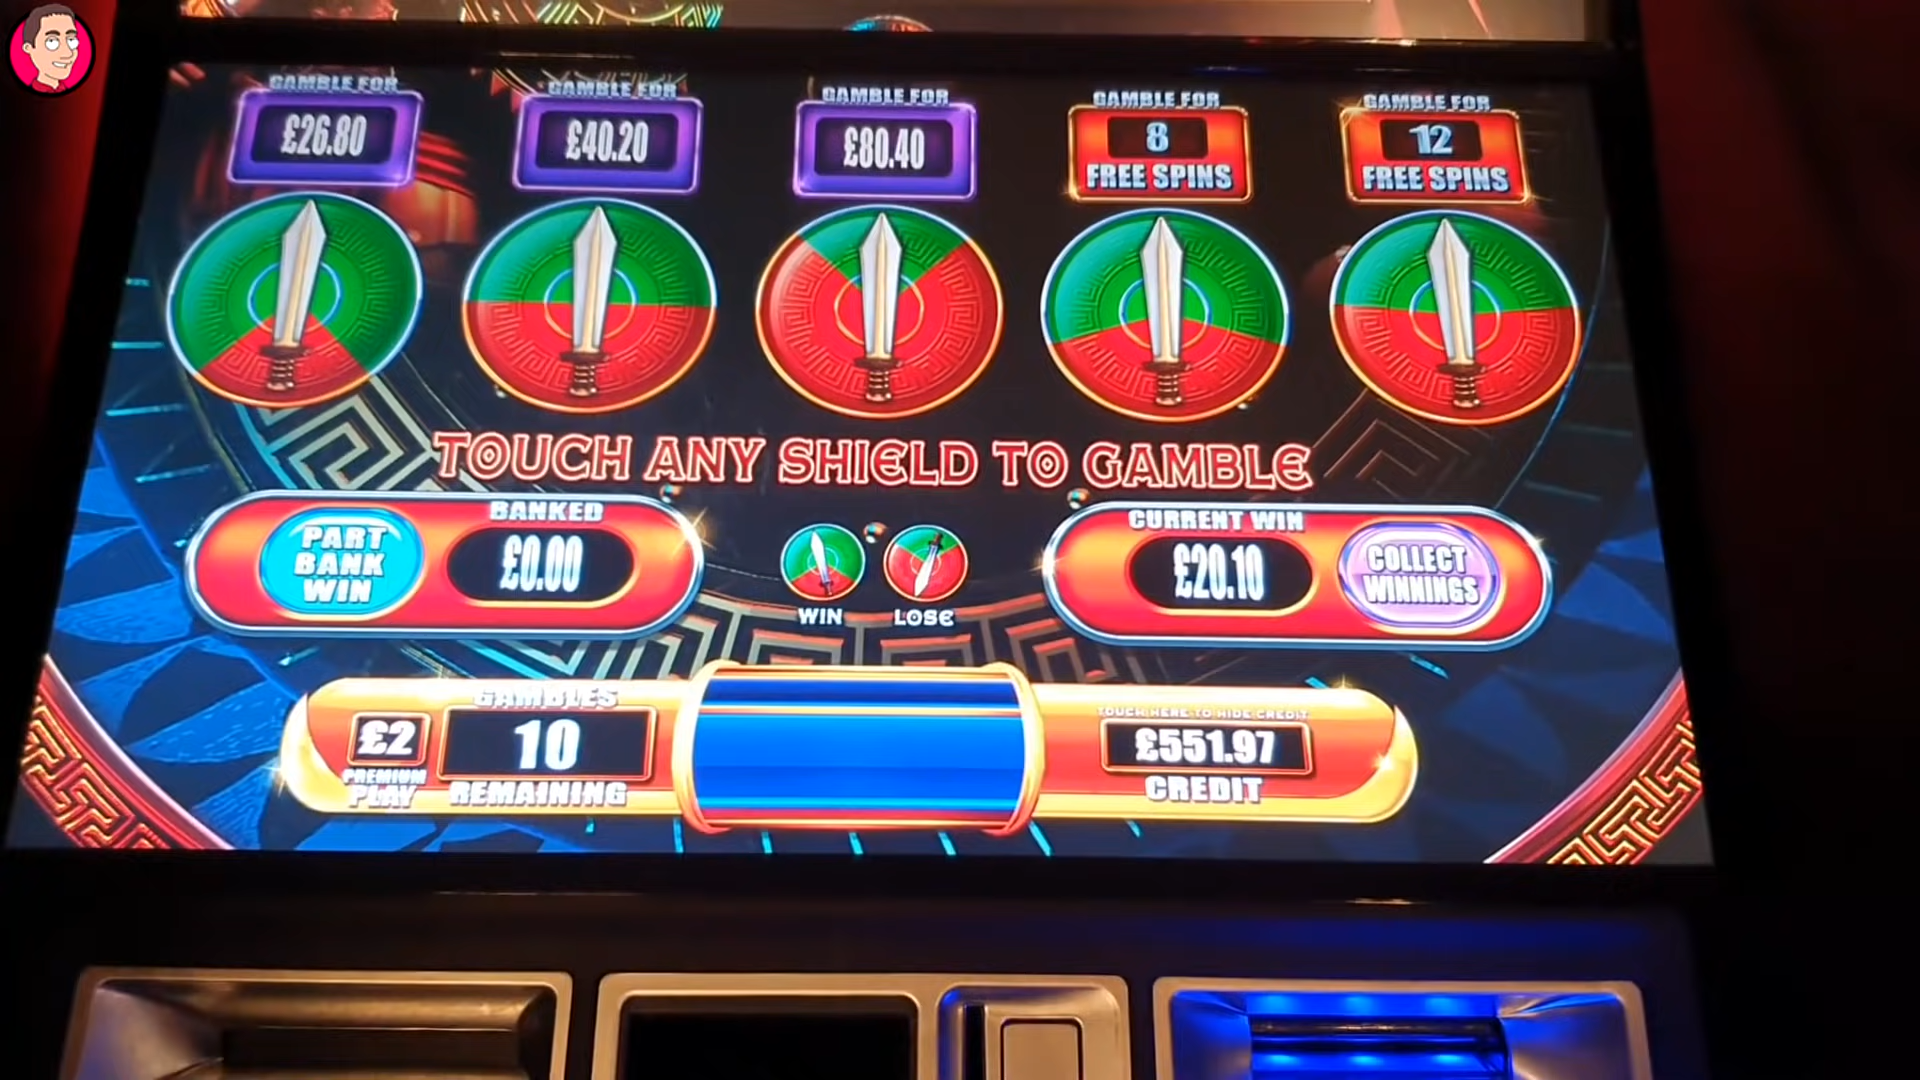 GAMBLE FOR
£26.80
GAMBLE FOR
£40.20
GAMBLE FOR
£80.40
GAMBLE FOR
8
FREE SPINS
GAMBLE FOR
12
FREE SPINS
TOUCH ANY SHIELD TO GAMBLE
PART
BANK
WIN
BANKED
£0.00
WIN
LOSE
CURRENT WIN
£20.10
COLLECT
WINNINGS
£2
PREMIUM
PLAY
GAMBLES
10
REMAINING
TOUCH HERE TO HIDE CREDIT
£551.97
CREDIT